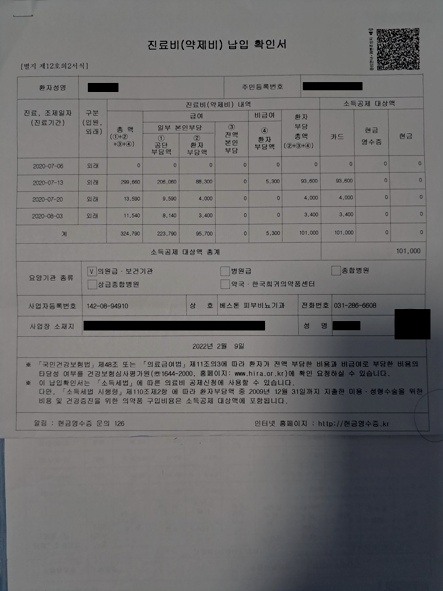 진료비(약제비) 납입 확인서
[별지 제12호의2서식]
환자성명 주민등록번호
진료, 조제일자 (진료기관) 구분 (입원, 외래) 진료비(약제비) 내역 소득공제 대상액
총 액 (①+②+③+④) 급여 비급여 환자 부담 총액 (②+③+④) 카드 현금 영수증 현금
일부 본인부담 ③ 전액 본인 부담 ④ 환자 부담액
① 공단 부담액 ② 환자 부담액
2020-07-06 외래 0 0 0 0 0 0 0 0 0
2020-07-13 외래 299,660 206,060 88,300 0 5,300 93,600 93,600 0 0
2020-07-20 외래 13,590 9,590 4,000 0 0 4,000 4,000 0 0
2020-08-03 외래 11,540 8,140 3,400 0 0 3,400 3,400 0 0
계 324,790 223,790 95,700 0 5,300 101,000 101,000 0 0
소득공제 대상액 총계 101,000
요양기관 종류 √ 의원급·보건기관 병원급 종합병원
상급종합병원 약국·한국희귀의약품센터
사업자등록번호 142-08-94910 상 호 베스톤 피부비뇨기과 전화번호 031-286-6608
사업장 소재지 성 명
2022년 2월 9일
※ 「국민건강보험법」 제48조 또는 「의료급여법」 제11조의3에 따라 환자가 전액 부담한 비용과 비급여로 부담한 비용의
타당성 여부를 건강보험심사평가원(☎1644-2000, 홈페이지: www.hira.or.kr)에 확인 요청하실 수 있습니다.
※ 이 납입확인서는 「소득세법」에 따른 의료비 공제신청에 사용할 수 있습니다.
다만, 「소득세법 시행령」 제110조제2항 에 따라 환자부담액 중 2009년 12월 31일까지 지출한 미용·성형수술을 위한
비용 및 건강증진을 위한 의약품 구입비용은 소득공제 대상액에 포함됩니다.
알림 : 현금영수증 문의 126 인터넷 홈페이지 : http://현금영수증.kr